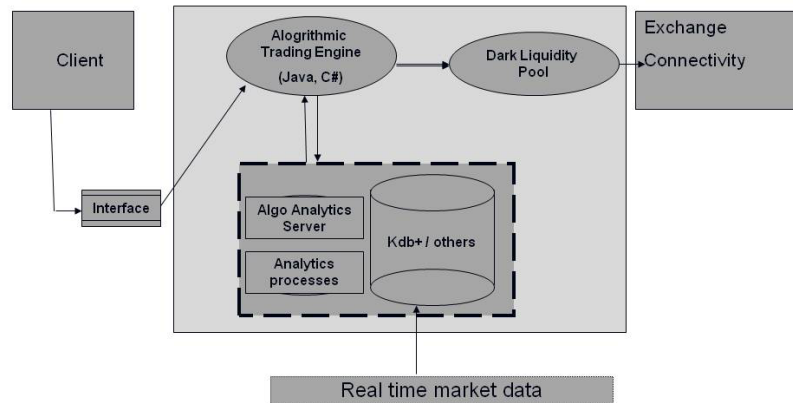 Client
Alogrithmic
Trading Engine
(Java, C#)
Dark Liquidity
Pool
Exchange
Connectivity
Interface
Algo Analytics
Server
Kdb+ / others
Analytics
processes
Real time market data